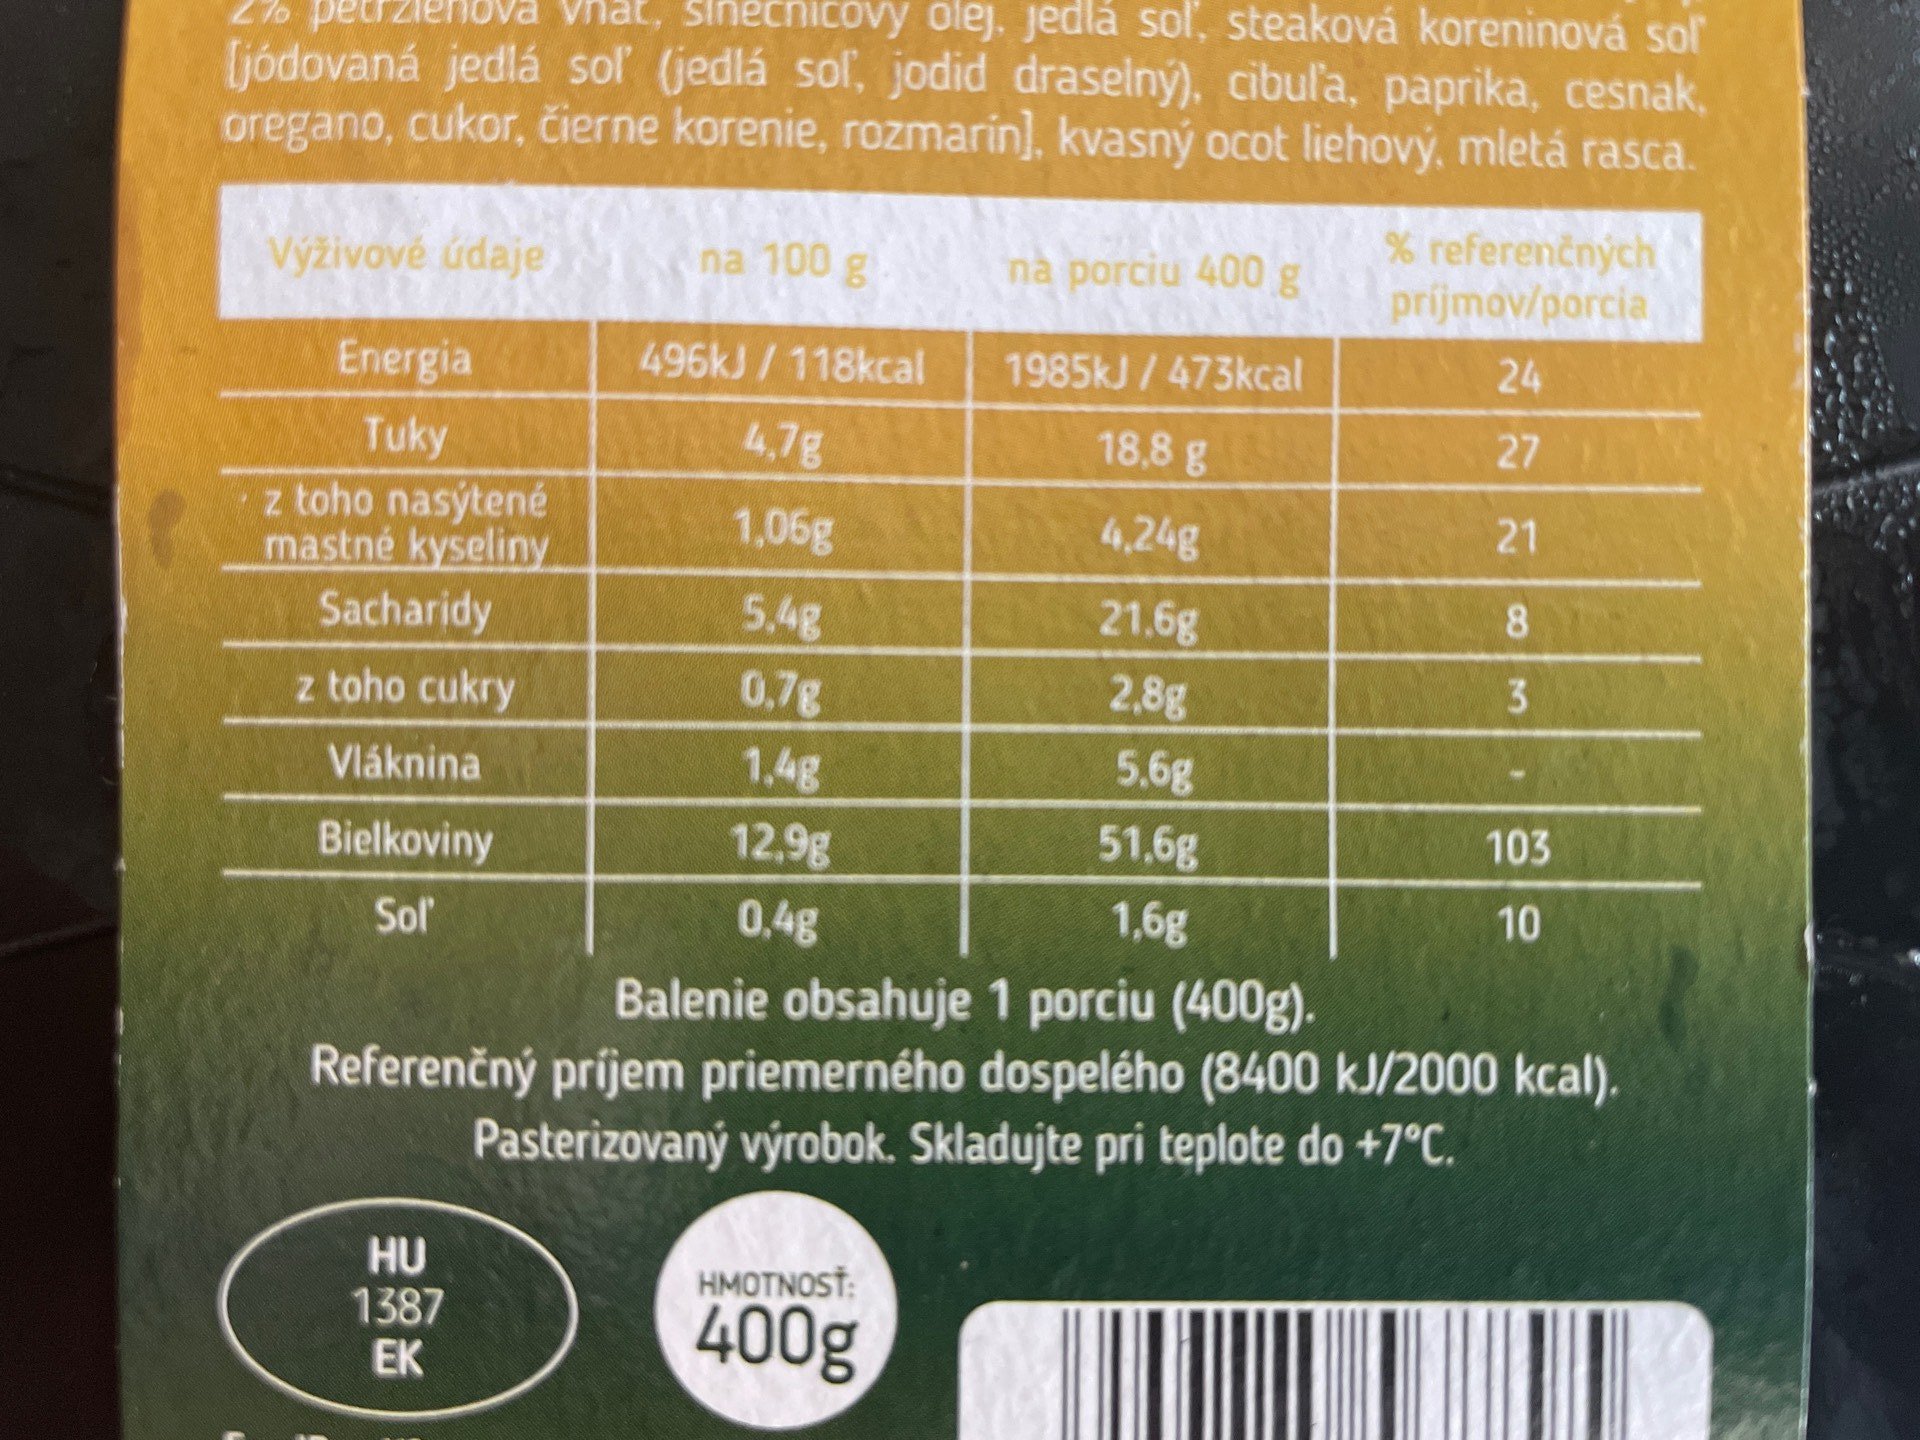 2% petržlenová vňať, slnečnicový olej, jedlá soľ, steaková koreninová soľ
[jódovaná jedlá soľ (jedlá soľ, jodid draselný), cibuľa, paprika, cesnak,
oregano, cukor, čierne korenie, rozmarín], kvasný ocot liehový, mletá rasca.
Výživové údaje na 100 g na porciu 400 g % referenčných príjmov/porcia
Energia 496kJ / 118kcal 1985kJ / 473kcal 24
Tuky 4,7g 18,8 g 27
z toho nasýtené
mastné kyseliny 1,06g 4,24g 21
Sacharidy 5,4g 21,6g 8
z toho cukry 0,7g 2,8g 3
Vláknina 1,4g 5,6g -
Bielkoviny 12,9g 51,6g 103
Soľ 0,4g 1,6g 10
Balenie obsahuje 1 porciu (400g).
Referenčný príjem priemerného dospelého (8400 kJ/2000 kcal).
Pasterizovaný výrobok. Skladujte pri teplote do +7°C.
HU
1387
EK
HMOTNOSŤ:
400g